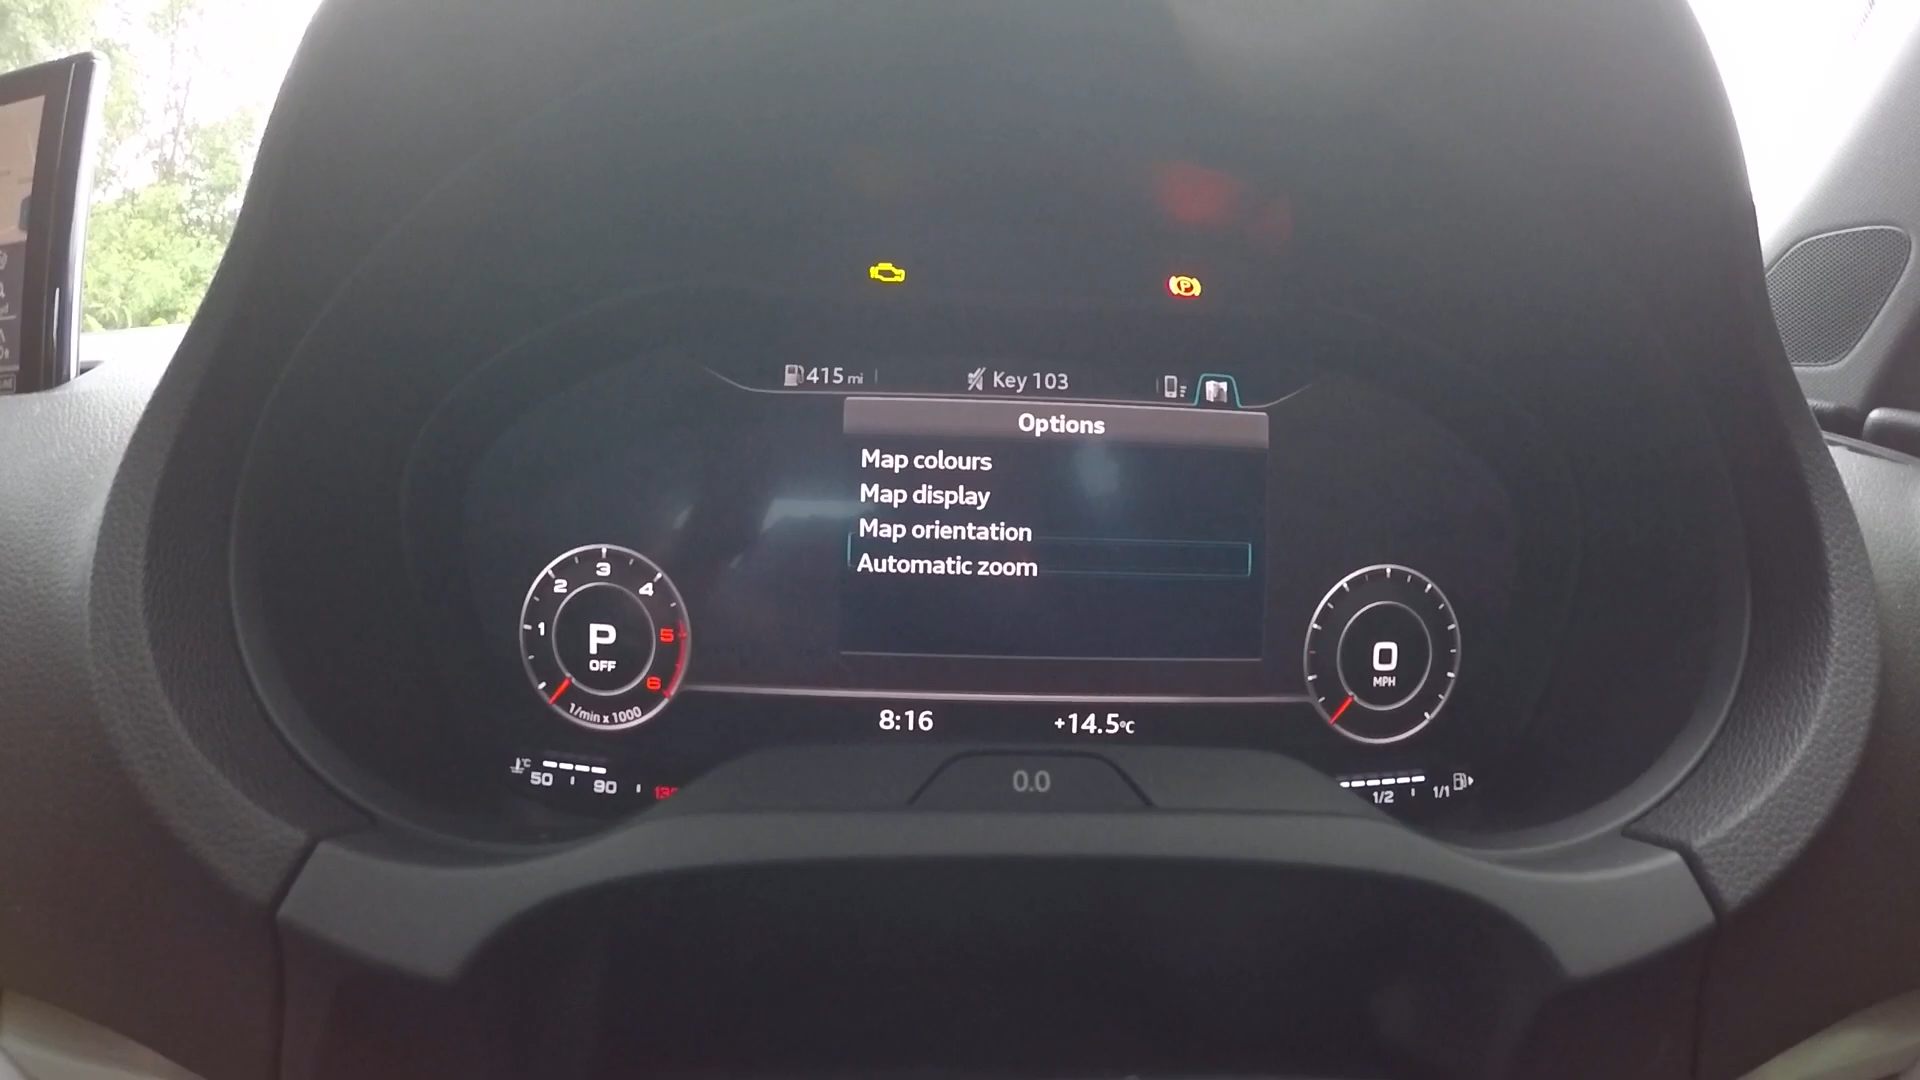 415 mi
Key 103
Options
Map colours
Map display
Map orientation
Automatic zoom
1 2 3 4 5 6
P
OFF
1/min x 1000
0
MPH
8:16
+14.5°C
°C
50 90
1/2 1/1
0.0
P